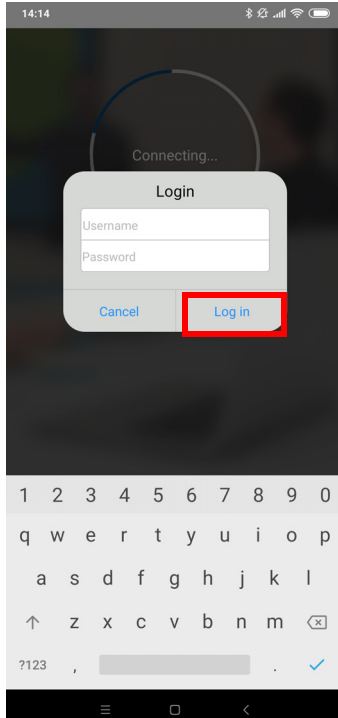 14:14
Connecting...
Login
Username
Password
Cancel Log in
1 2 3 4 5 6 7 8 9 0
q w e r t y u i o p
a s d f g h j k l
z x c v b n m
?123 , .